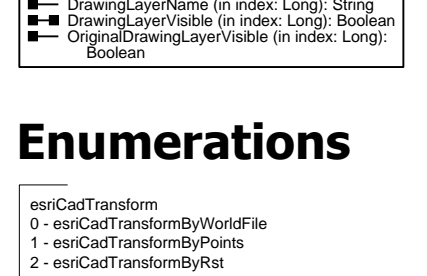 DrawingLayerName (in index: Long): String
DrawingLayerVisible (in index: Long): Boolean
OriginalDrawingLayerVisible (in index: Long):
Boolean
Enumerations
esriCadTransform
0 - esriCadTransformByWorldFile
1 - esriCadTransformByPoints
2 - esriCadTransformByRst